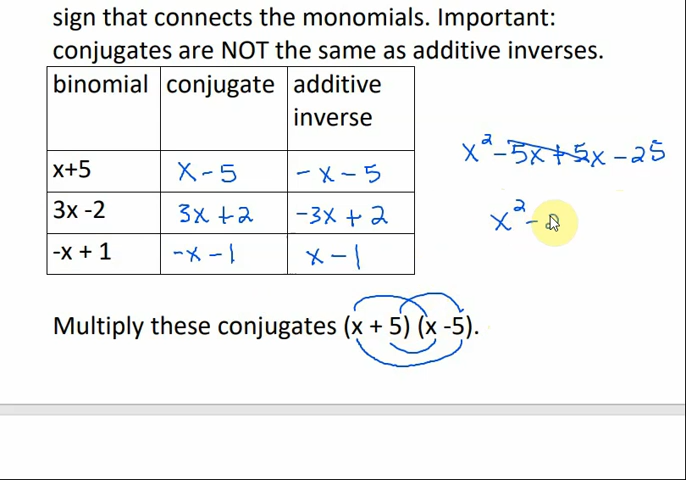 sign that connects the monomials. Important:
conjugates are NOT the same as additive inverses.
binomial conjugate additive inverse
x+5 x-5 -x-5
x² - 5x + 5x - 25
3x -2 3x+2 -3x+2
x² -
-x + 1 -x-1 x-1
Multiply these conjugates (x + 5) (x -5).